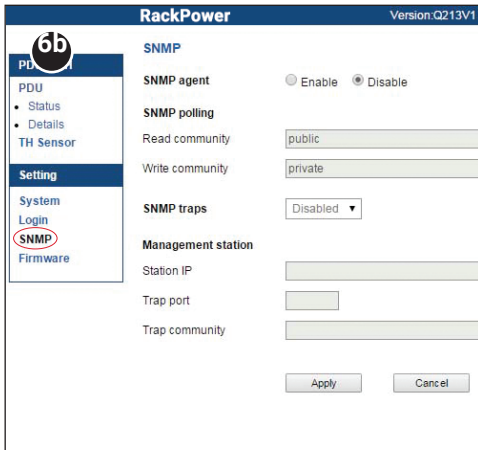 RackPower Version:Q213V1
6b
PDU
Status
Details
TH Sensor
Setting
System
Login
SNMP
Firmware
SNMP
SNMP agent Enable Disable
SNMP polling
Read community public
Write community private
SNMP traps Disabled
Management station
Station IP
Trap port
Trap community
Apply Cancel